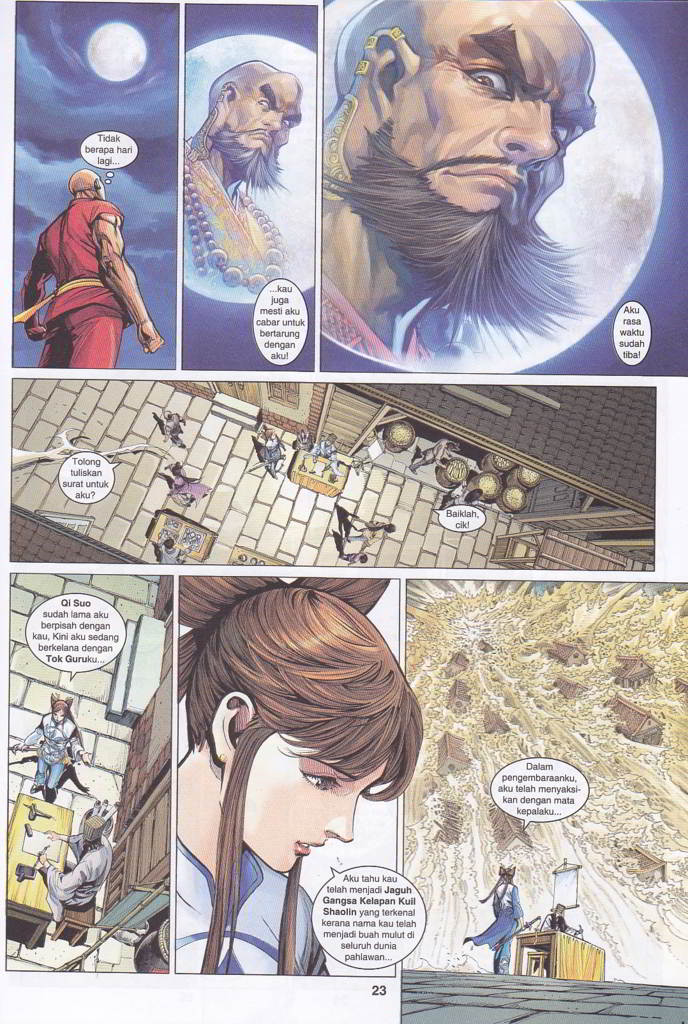 Tidak
berapa hari
lagi...
...kau
juga
mesti aku
cabar untuk
bertarung
dengan
aku!
Aku
rasa
waktu
sudah
tiba!
Tolong
tuliskan
surat untuk
aku?
Baiklah,
cik!
Qi Suo
sudah lama aku
berpisah dengan
kau, Kini aku sedang
berkelana dengan
Tok Guruku...
Aku tahu kau
telah menjadi Jaguh
Gangsa Kelapan Kuil
Shaolin yang terkenal
kerana nama kau telah
menjadi buah mulut di
seluruh dunia
pahlawan...
Dalam
pengembaraanku,
aku telah menyaksi-
kan dengan mata
kepalaku...
23